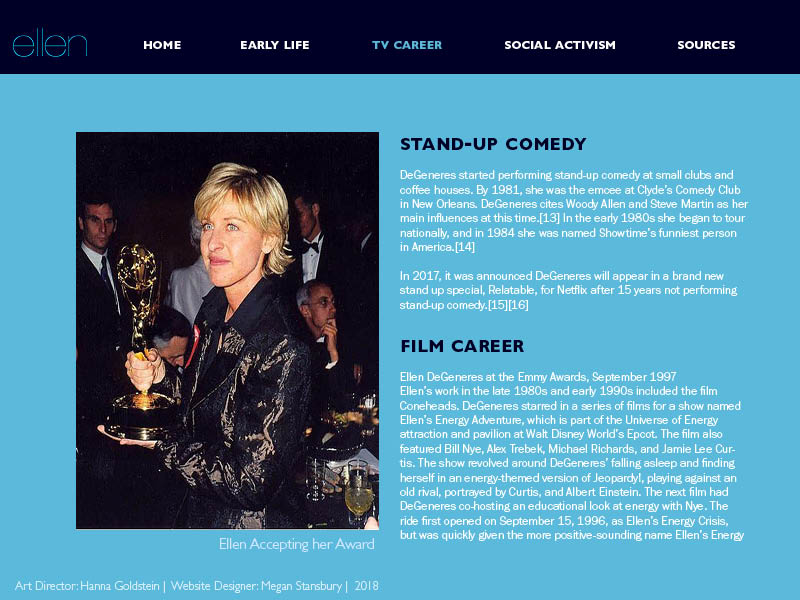 ellen
HOME EARLY LIFE TV CAREER SOCIAL ACTIVISM SOURCES
STAND-UP COMEDY
DeGeneres started performing stand-up comedy at small clubs and
coffee houses. By 1981, she was the emcee at Clyde's Comedy Club
in New Orleans. DeGeneres cites Woody Allen and Steve Martin as her
main influences at this time.[13] In the early 1980s she began to tour
nationally, and in 1984 she was named Showtime's funniest person
in America.[14]
In 2017, it was announced DeGeneres will appear in a brand new
stand up special, Relatable, for Netflix after 15 years not performing
stand-up comedy.[15][16]
FILM CAREER
Ellen DeGeneres at the Emmy Awards, September 1997
Ellen's work in the late 1980s and early 1990s included the film
Coneheads. DeGeneres starred in a series of films for a show named
Ellen's Energy Adventure, which is part of the Universe of Energy
attraction and pavilion at Walt Disney World's Epcot. The film also
featured Bill Nye, Alex Trebek, Michael Richards, and Jamie Lee Cur-
tis. The show revolved around DeGeneres' falling asleep and finding
herself in an energy-themed version of Jeopardy!, playing against an
old rival, portrayed by Curtis, and Albert Einstein. The next film had
DeGeneres co-hosting an educational look at energy with Nye. The
ride first opened on September 15, 1996, as Ellen's Energy Crisis,
but was quickly given the more positive-sounding name Ellen's Energy
Ellen Accepting her Award
Art Director: Hanna Goldstein | Website Designer: Megan Stansbury | 2018